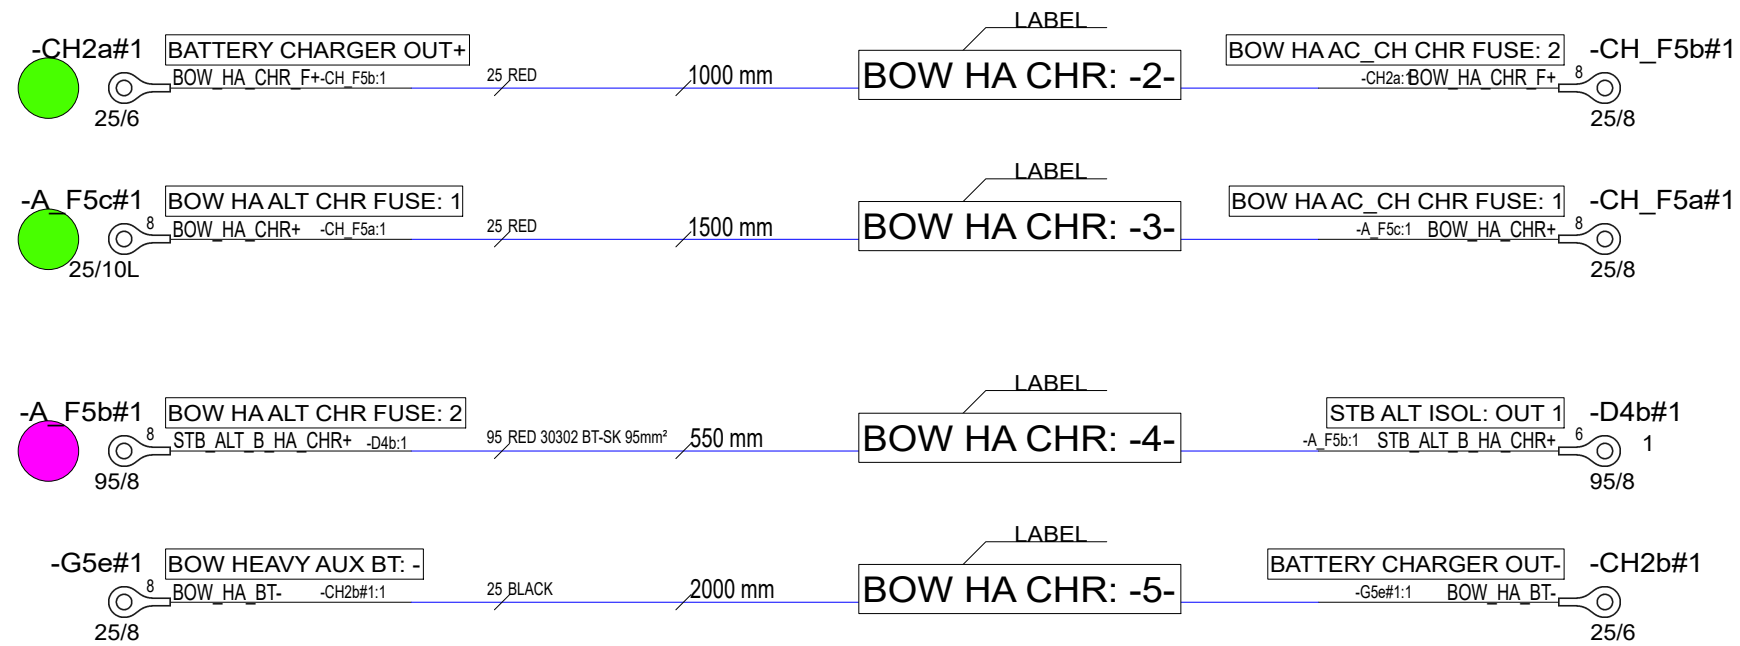 LABEL
-CH2a#1 BATTERY CHARGER OUT+ BOW HA AC_CH CHR FUSE: 2 -CH_F5b#1
BOW_HA_CHR_F+ -CH_F5b:1 25 RED 1000 mm BOW HA CHR: -2- -CH2a:1 BOW_HA_CHR_F+ 8
25/6 25/8
LABEL
-A_F5c#1 BOW HA ALT CHR FUSE: 1 BOW HA AC_CH CHR FUSE: 1 -CH_F5a#1
8 BOW_HA_CHR+ -CH_F5a:1 25 RED 1500 mm BOW HA CHR: -3- -A_F5c:1 BOW_HA_CHR+ 8
25/10L 25/8
LABEL
-A_F5b#1 BOW HA ALT CHR FUSE: 2 STB ALT ISOL: OUT 1 -D4b#1
8 STB_ALT_B_HA_CHR+ -D4b:1 95 RED 30302 BT-SK 95mm² 550 mm BOW HA CHR: -4- -A_F5b:1 STB_ALT_B_HA_CHR+ 6 1
95/8 95/8
LABEL
-G5e#1 BOW HEAVY AUX BT: - BATTERY CHARGER OUT- -CH2b#1
8 BOW_HA_BT- -CH2b#1:1 25 BLACK 2000 mm BOW HA CHR: -5- -G5e#1:1 BOW_HA_BT-
25/8 25/6